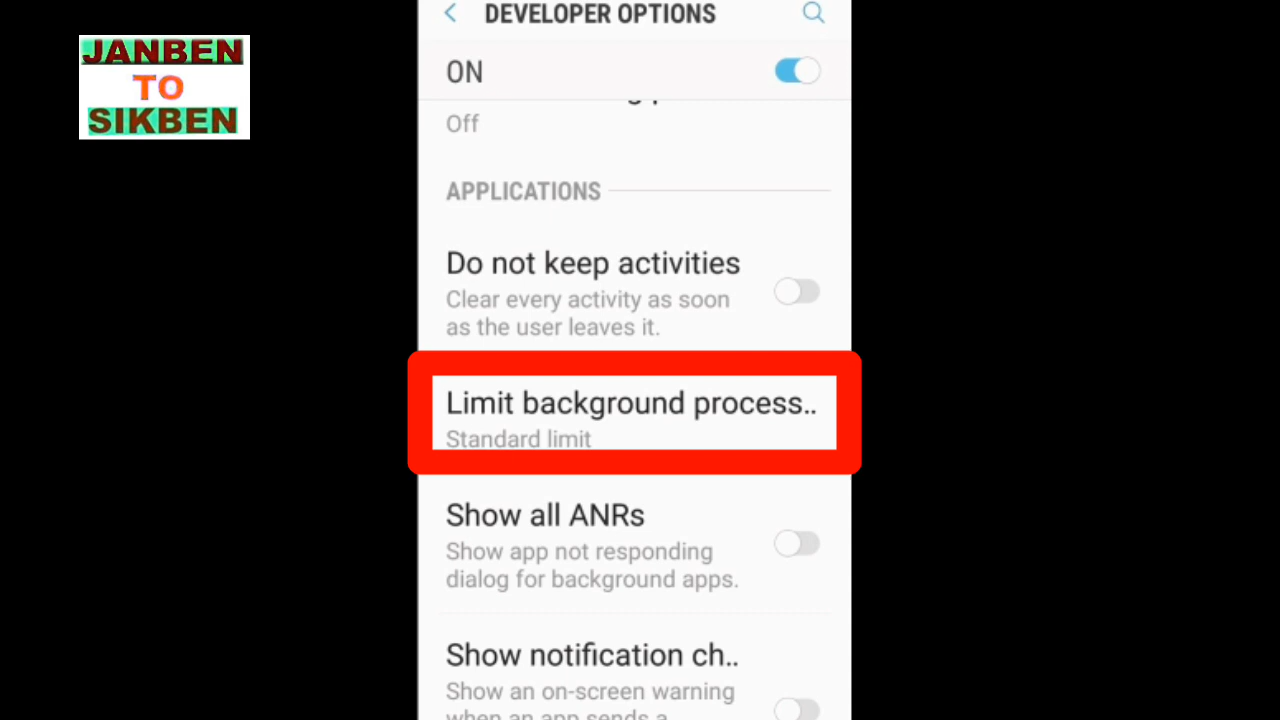 JANBEN
TO
SIKBEN
DEVELOPER OPTIONS
ON
Off
APPLICATIONS
Do not keep activities
Clear every activity as soon
as the user leaves it.
Limit background process..
Standard limit
Show all ANRs
Show app not responding
dialog for background apps.
Show notification ch..
Show an on-screen warning
when an app sends a